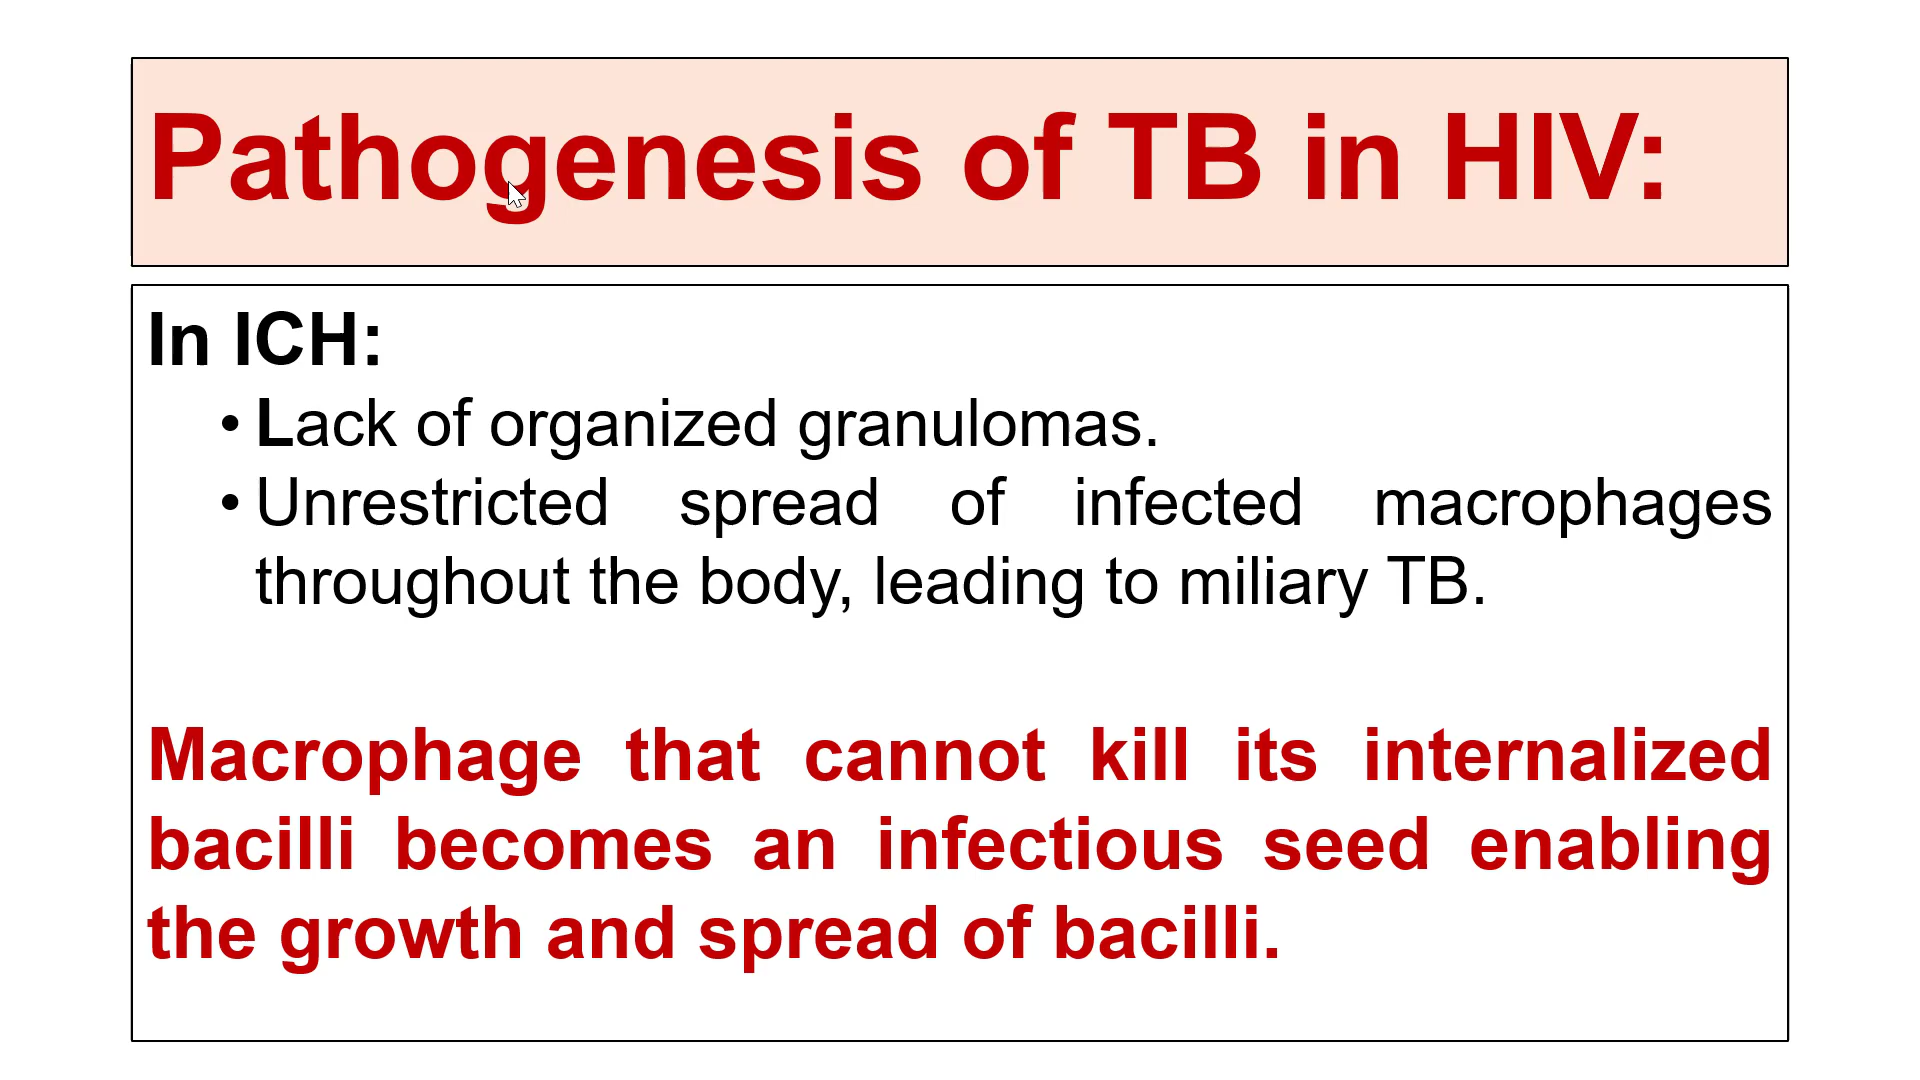 Pathogenesis of TB in HIV:
In ICH:
• Lack of organized granulomas.
• Unrestricted spread of infected macrophages
throughout the body, leading to miliary TB.
Macrophage that cannot kill its internalized
bacilli becomes an infectious seed enabling
the growth and spread of bacilli.